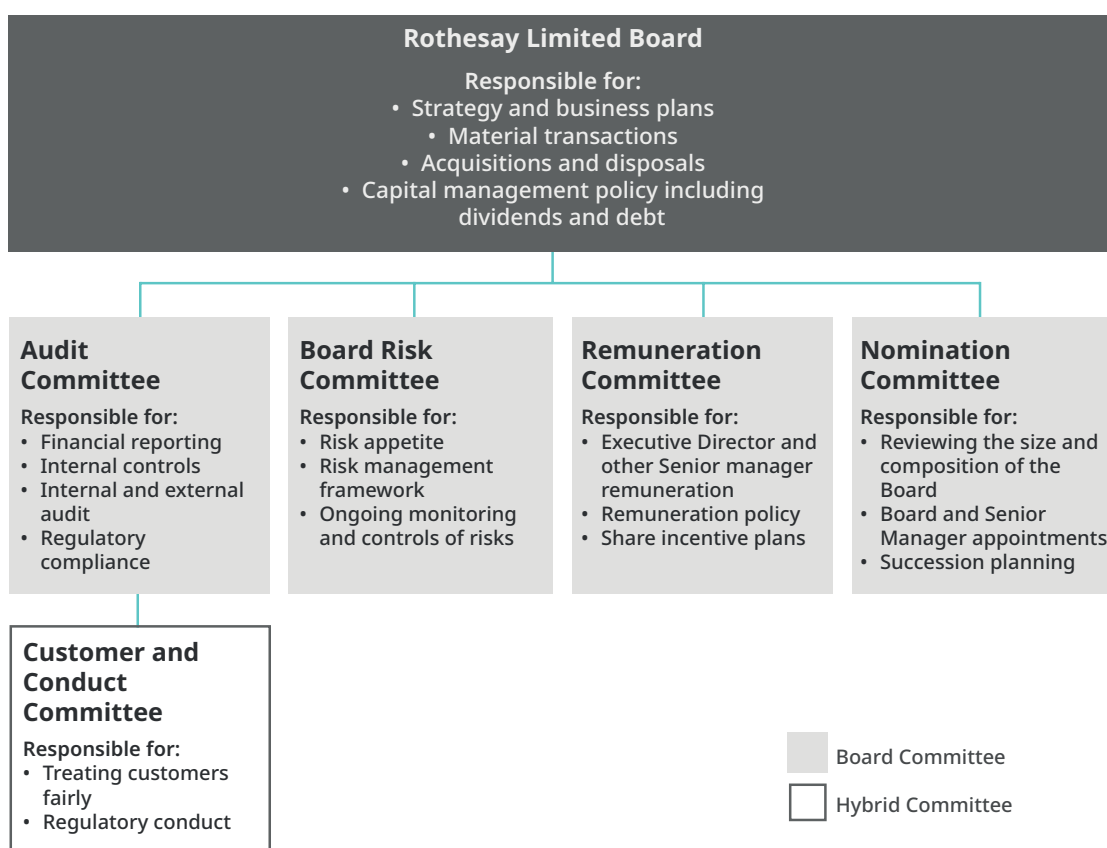 Rothesay Limited Board
Responsible for:
• Strategy and business plans
• Material transactions
• Acquisitions and disposals
• Capital management policy including
dividends and debt
Audit
Committee
Responsible for:
• Financial reporting
• Internal controls
• Internal and external
audit
• Regulatory
compliance
Board Risk
Committee
Responsible for:
• Risk appetite
• Risk management
framework
• Ongoing monitoring
and controls of risks
Remuneration
Committee
Responsible for:
• Executive Director and
other Senior manager
remuneration
• Remuneration policy
• Share incentive plans
Nomination
Committee
Responsible for:
• Reviewing the size and
composition of the
Board
• Board and Senior
Manager appointments
• Succession planning
Customer and
Conduct
Committee
Responsible for:
• Treating customers
fairly
• Regulatory conduct
Board Committee
Hybrid Committee